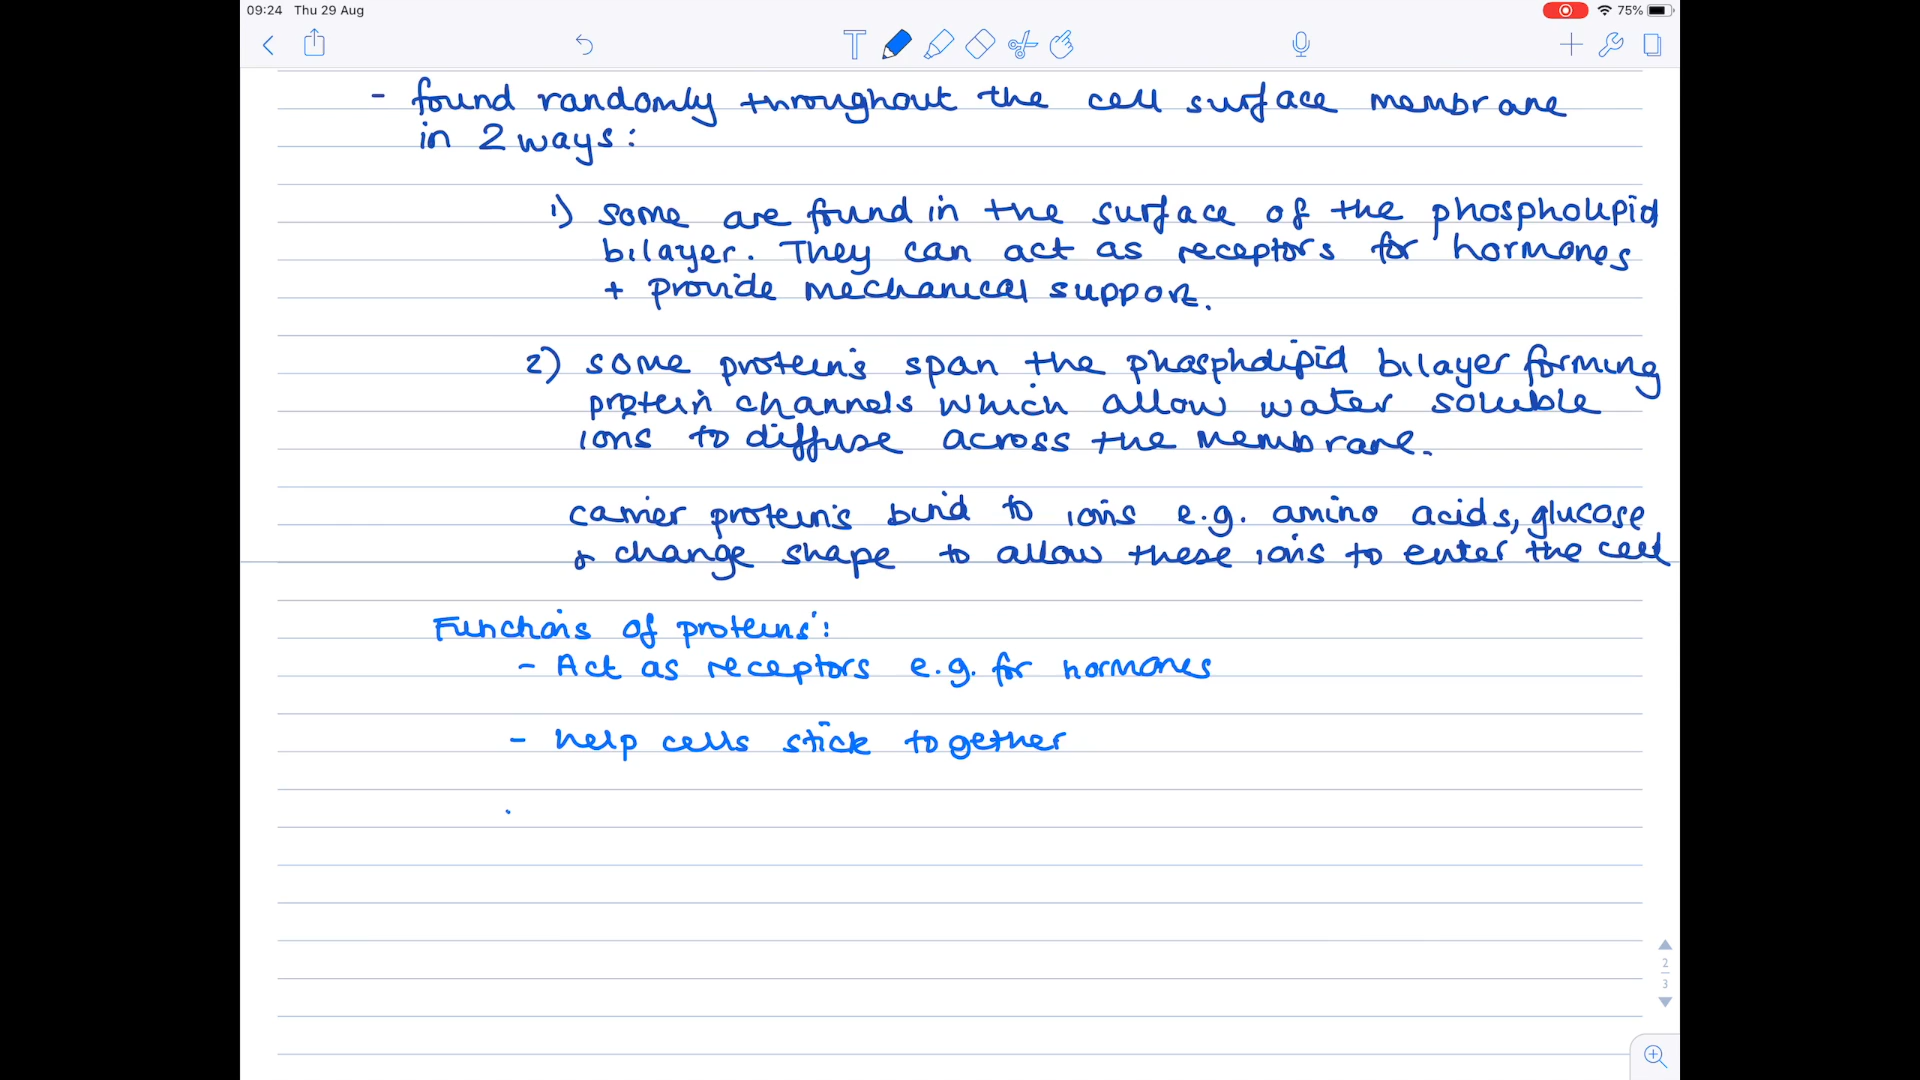 09:24 Thu 29 Aug 75%
T
- found randomly throughout the cell surface membrane
in 2 ways:
1) some are found in the surface of the phospholipid
bilayer. They can act as receptors for hormones
+ provide mechanical support.
2) some proteins span the phospholipid bilayer forming
protein channels which allow water soluble
ions to diffuse across the membrane.
carrier proteins bind to ions e.g. amino acids, glucose
& change shape to allow these ions to enter the cell
Functions of proteins:
- Act as receptors e.g. for hormones
- help cells stick together
2
3